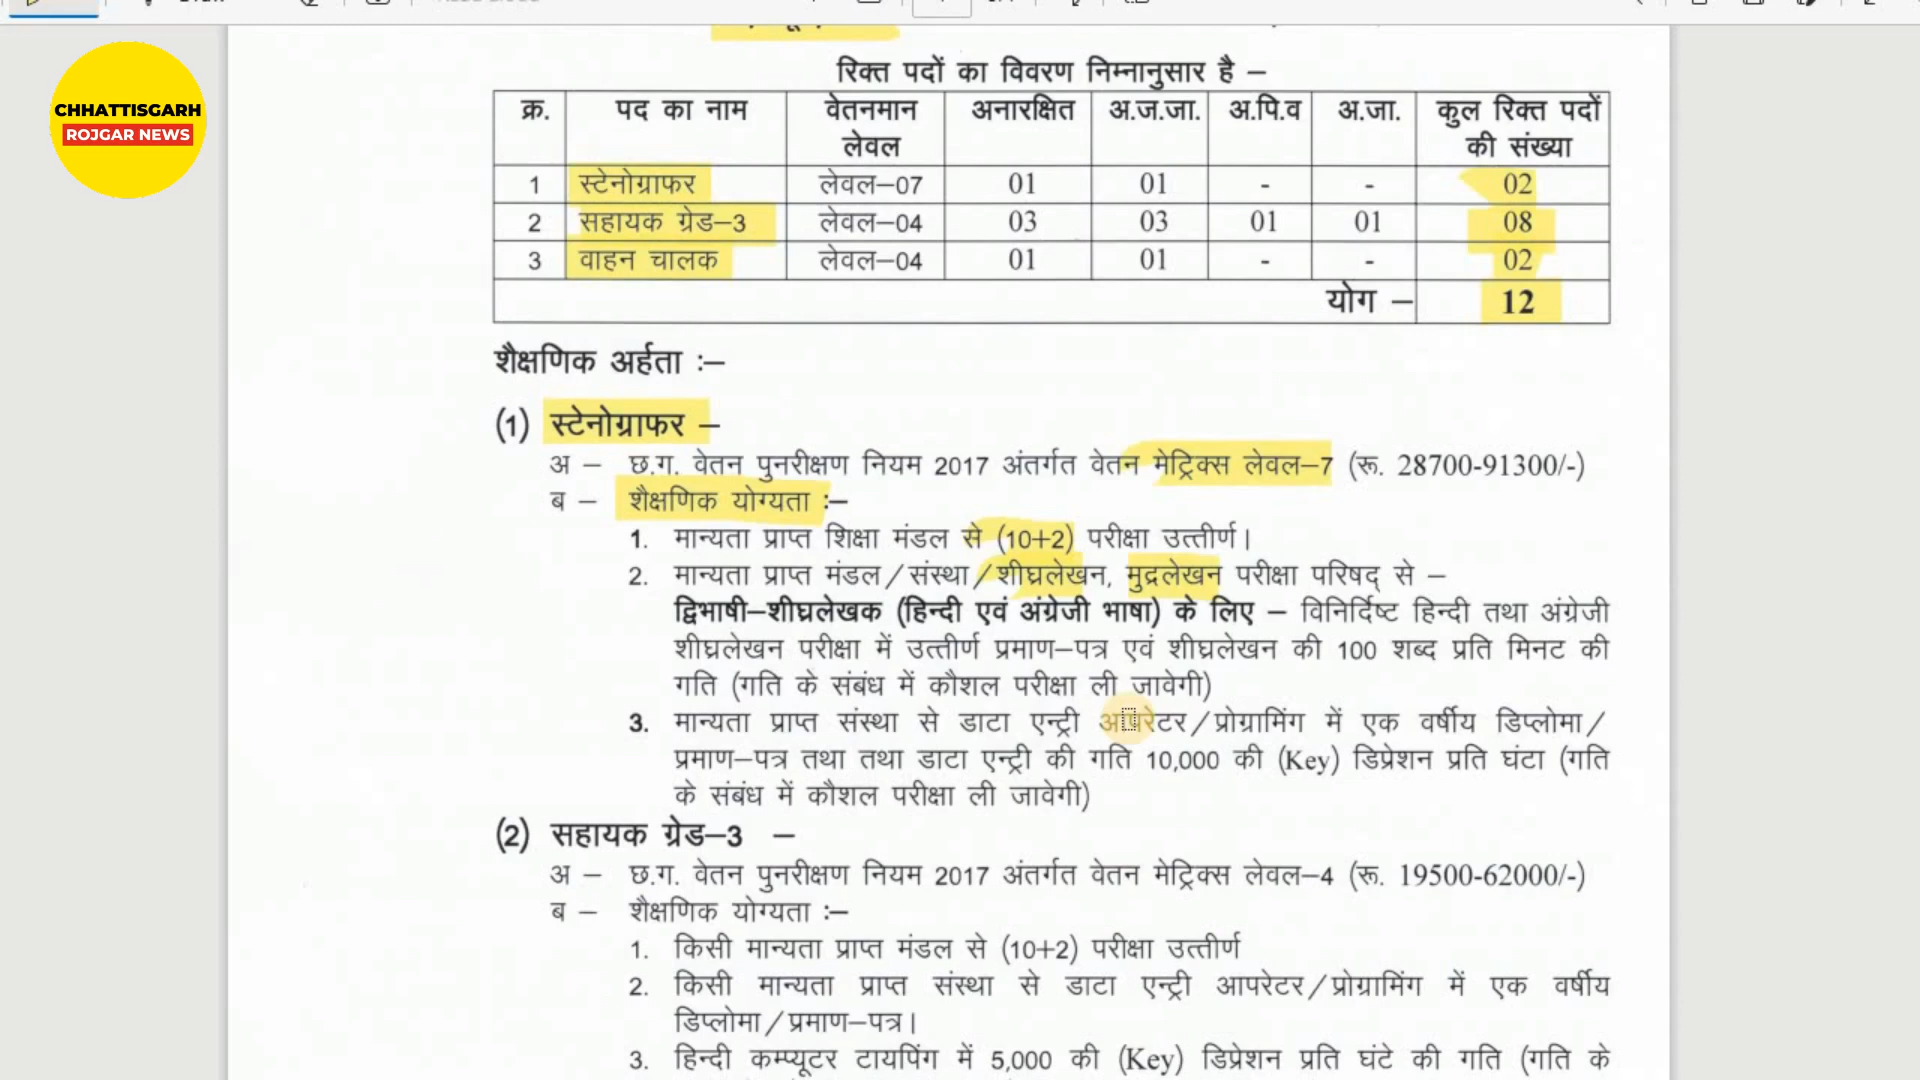 CHHATTISGARH
ROJGAR NEWS
रिक्त पदों का विवरण निम्नानुसार है –
क्र. पद का नाम वेतनमान लेवल अनारक्षित अ.ज.जा. अ.पि.व अ.जा. कुल रिक्त पदों की संख्या
1 स्टेनोग्राफर लेवल–07 01 01 - - 02
2 सहायक ग्रेड–3 लेवल–04 03 03 01 01 08
3 वाहन चालक लेवल–04 01 01 - - 02
योग – 12
शैक्षणिक अर्हता :–
(1) स्टेनोग्राफर –
अ – छ.ग. वेतन पुनरीक्षण नियम 2017 अंतर्गत वेतन मेट्रिक्स लेवल–7 (रू. 28700-91300/-)
ब – शैक्षणिक योग्यता :–
1. मान्यता प्राप्त शिक्षा मंडल से (10+2) परीक्षा उत्तीर्ण।
2. मान्यता प्राप्त मंडल/संस्था/शीघ्रलेखन, मुद्रलेखन परीक्षा परिषद् से –
द्विभाषी–शीघ्रलेखक (हिन्दी एवं अंग्रेजी भाषा) के लिए – विनिर्दिष्ट हिन्दी तथा अंग्रेजी
शीघ्रलेखन परीक्षा में उत्तीर्ण प्रमाण–पत्र एवं शीघ्रलेखन की 100 शब्द प्रति मिनट की
गति (गति के संबंध में कौशल परीक्षा ली जावेगी)
3. मान्यता प्राप्त संस्था से डाटा एन्ट्री आपरेटर/प्रोग्रामिंग में एक वर्षीय डिप्लोमा/
प्रमाण–पत्र तथा तथा डाटा एन्ट्री की गति 10,000 की (Key) डिप्रेशन प्रति घंटा (गति
के संबंध में कौशल परीक्षा ली जावेगी)
(2) सहायक ग्रेड–3 –
अ – छ.ग. वेतन पुनरीक्षण नियम 2017 अंतर्गत वेतन मेट्रिक्स लेवल–4 (रू. 19500-62000/-)
ब – शैक्षणिक योग्यता :–
1. किसी मान्यता प्राप्त मंडल से (10+2) परीक्षा उत्तीर्ण
2. किसी मान्यता प्राप्त संस्था से डाटा एन्ट्री आपरेटर/प्रोग्रामिंग में एक वर्षीय
डिप्लोमा/प्रमाण–पत्र।
3. हिन्दी कम्प्यूटर टायपिंग में 5,000 की (Key) डिप्रेशन प्रति घंटे की गति (गति के